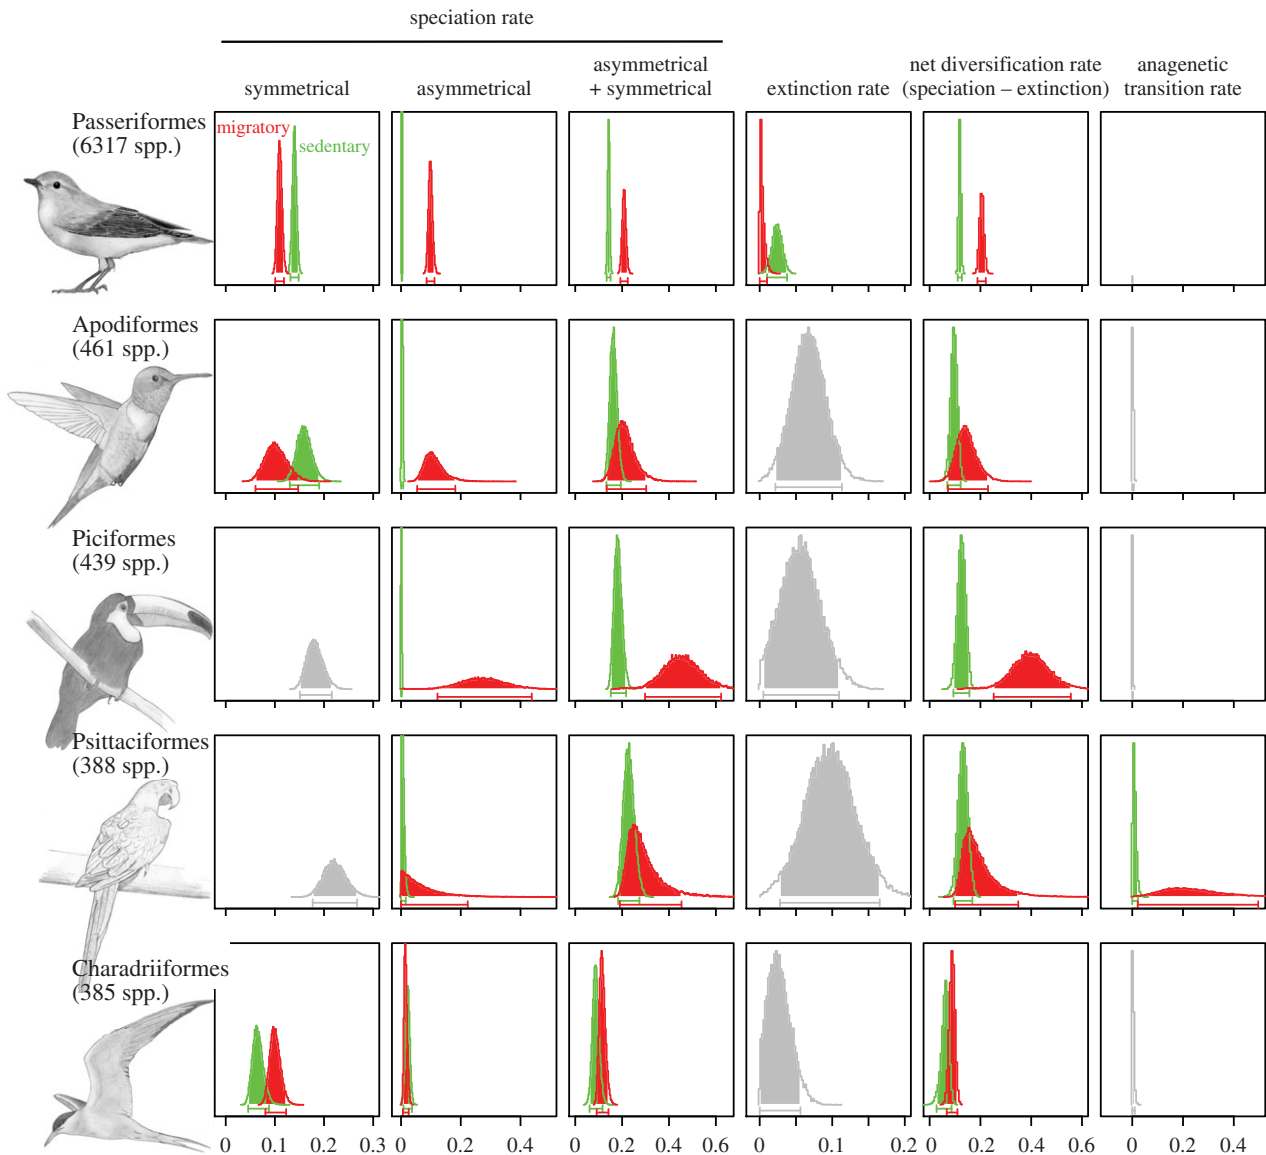 speciation rate
symmetrical
asymmetrical
asymmetrical
+ symmetrical
extinction rate
net diversification rate
(speciation – extinction)
anagenetic
transition rate
Passeriformes
(6317 spp.)
migratory
sedentary
Apodiformes
(461 spp.)
Piciformes
(439 spp.)
Psittaciformes
(388 spp.)
Charadriiformes
(385 spp.)
0 0.1 0.2 0.3 0 0.2 0.4 0 0.2 0.4 0.6 0 0.1 0.2 0 0.2 0.4 0.6 0 0.2 0.4